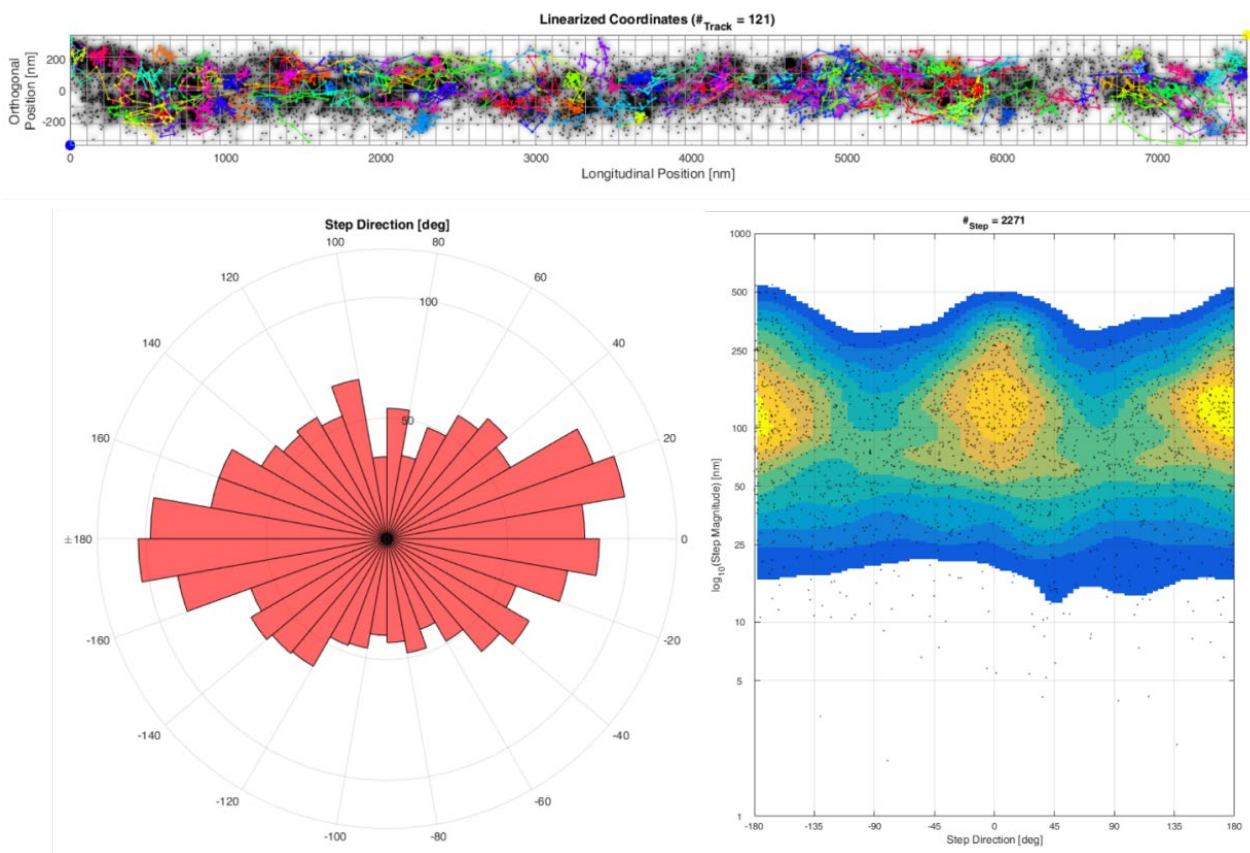 Linearized Coordinates (#Track = 121)
Orthogonal
Position [nm]
200
0
-200
0 1000 2000 3000 4000 5000 6000 7000
Longitudinal Position [nm]
Step Direction [deg]
100 80
120 60
100
140 40
50
160 20
±180 0
-160 -20
-140 -40
-120 -60
-100 -80
#Step = 2271
log10(Step Magnitude) [nm]
1000
500
250
100
50
25
10
5
1
-180 -135 -90 -45 0 45 90 135 180
Step Direction [deg]